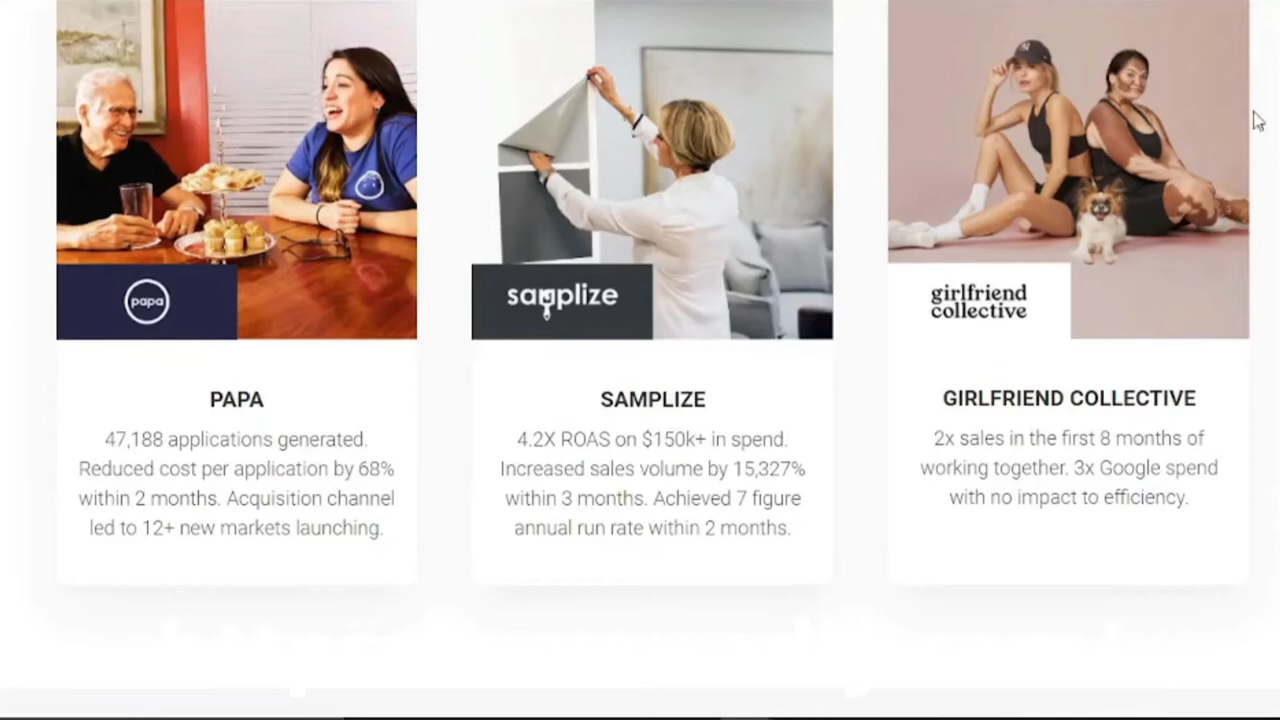 papa
samplize
girlfriend
collective
PAPA
47,188 applications generated.
Reduced cost per application by 68%
within 2 months. Acquisition channel
led to 12+ new markets launching.
SAMPLIZE
4.2X ROAS on $150k+ in spend.
Increased sales volume by 15,327%
within 3 months. Achieved 7 figure
annual run rate within 2 months.
GIRLFRIEND COLLECTIVE
2x sales in the first 8 months of
working together. 3x Google spend
with no impact to efficiency.